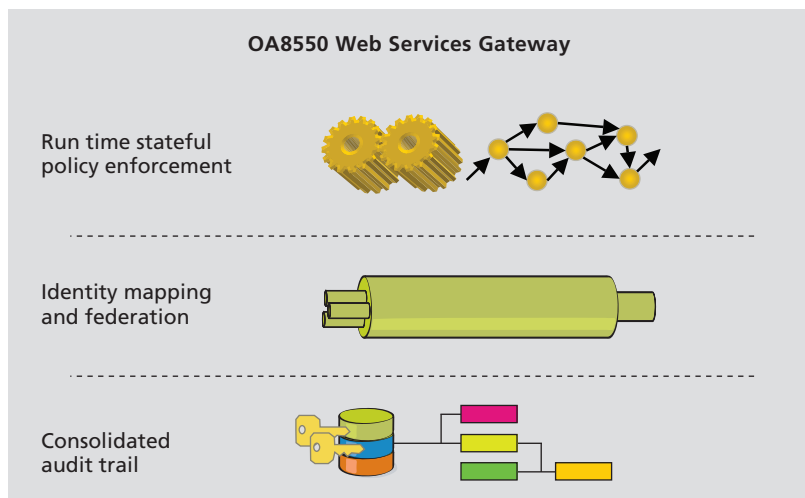 OA8550 Web Services Gateway
Run time stateful
policy enforcement
Identity mapping
and federation
Consolidated
audit trail